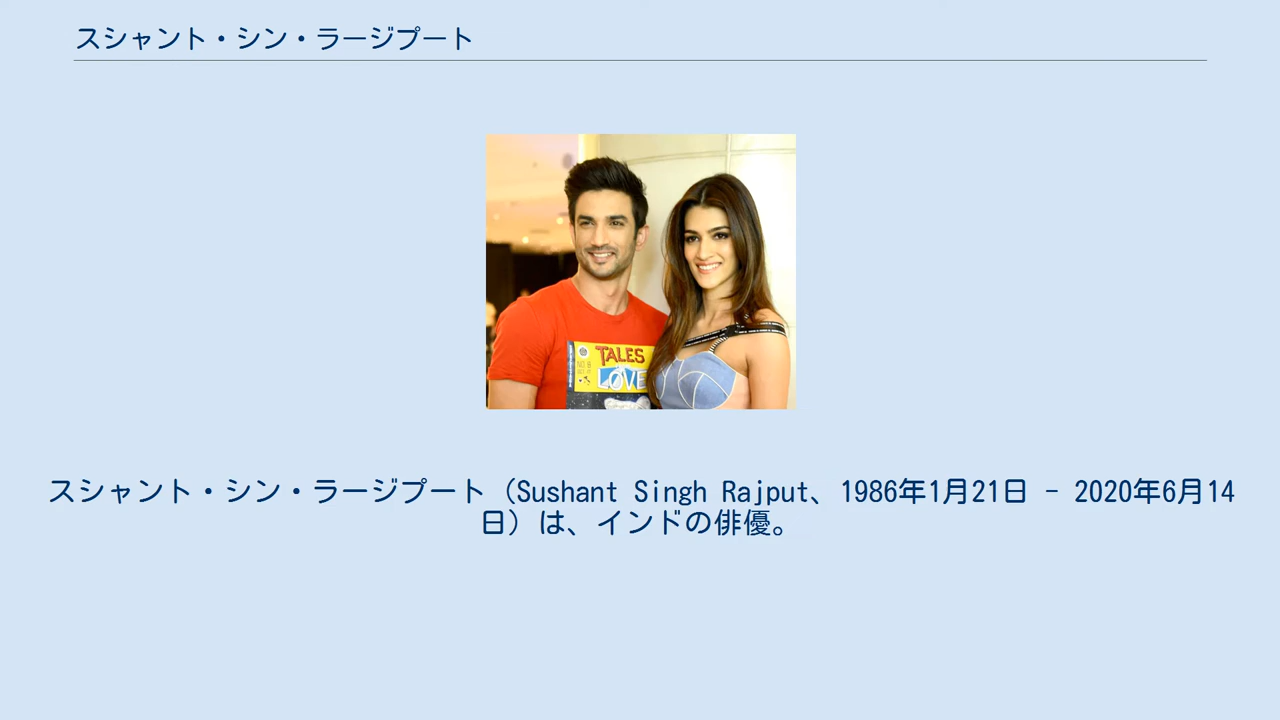 スシャント・シン・ラージプート
TALES
LOVE
スシャント・シン・ラージプート（Sushant Singh Rajput、1986年1月21日 - 2020年6月14
日）は、インドの俳優。